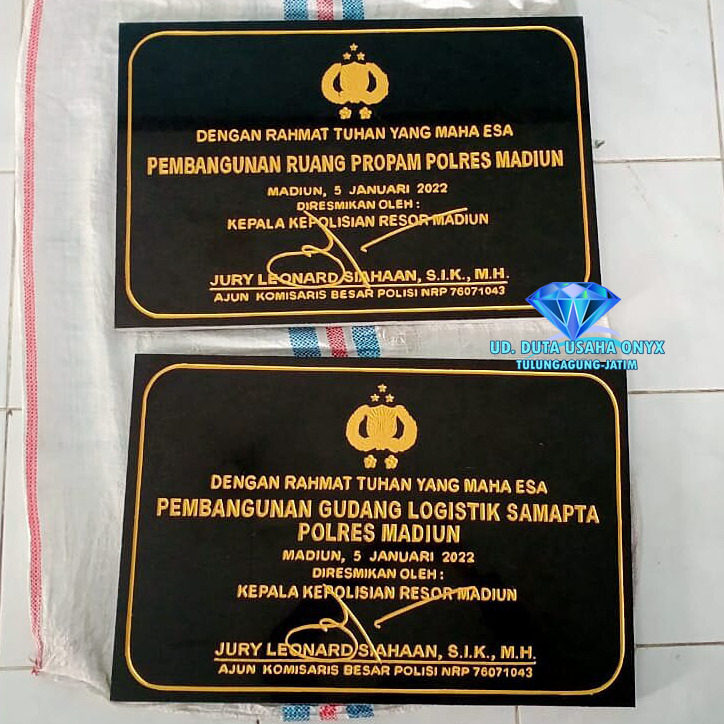 DENGAN RAHMAT TUHAN YANG MAHA ESA
PEMBANGUNAN RUANG PROPAM POLRES MADIUN
MADIUN, 5 JANUARI 2022
DIRESMIKAN OLEH :
KEPALA KEPOLISIAN RESOR MADIUN
JURY LEONARD SIAHAAN, S.I.K., M.H.
AJUN KOMISARIS BESAR POLISI NRP 76071043
UD. DUTA USAHA ONYX
TULUNGAGUNG-JATIM
DENGAN RAHMAT TUHAN YANG MAHA ESA
PEMBANGUNAN GUDANG LOGISTIK SAMAPTA
POLRES MADIUN
MADIUN, 5 JANUARI 2022
DIRESMIKAN OLEH :
KEPALA KEPOLISIAN RESOR MADIUN
JURY LEONARD SIAHAAN, S.I.K., M.H.
AJUN KOMISARIS BESAR POLISI NRP 76071043